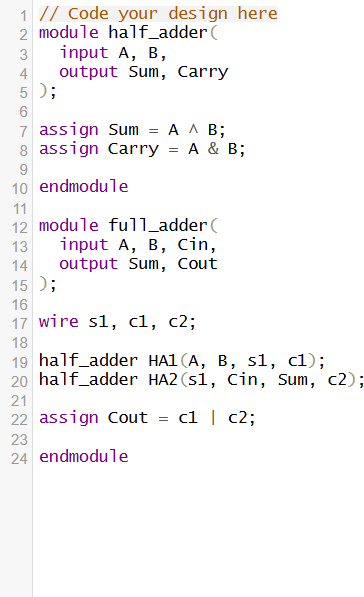 1 // Code your design here
2 module half_adder(
3   input A, B,
4   output Sum, Carry
5 );
6
7 assign Sum = A ^ B;
8 assign Carry = A & B;
9
10 endmodule
11
12 module full_adder(
13   input A, B, Cin,
14   output Sum, Cout
15 );
16
17 wire s1, c1, c2;
18
19 half_adder HA1(A, B, s1, c1);
20 half_adder HA2(s1, Cin, Sum, c2);
21
22 assign Cout = c1 | c2;
23
24 endmodule